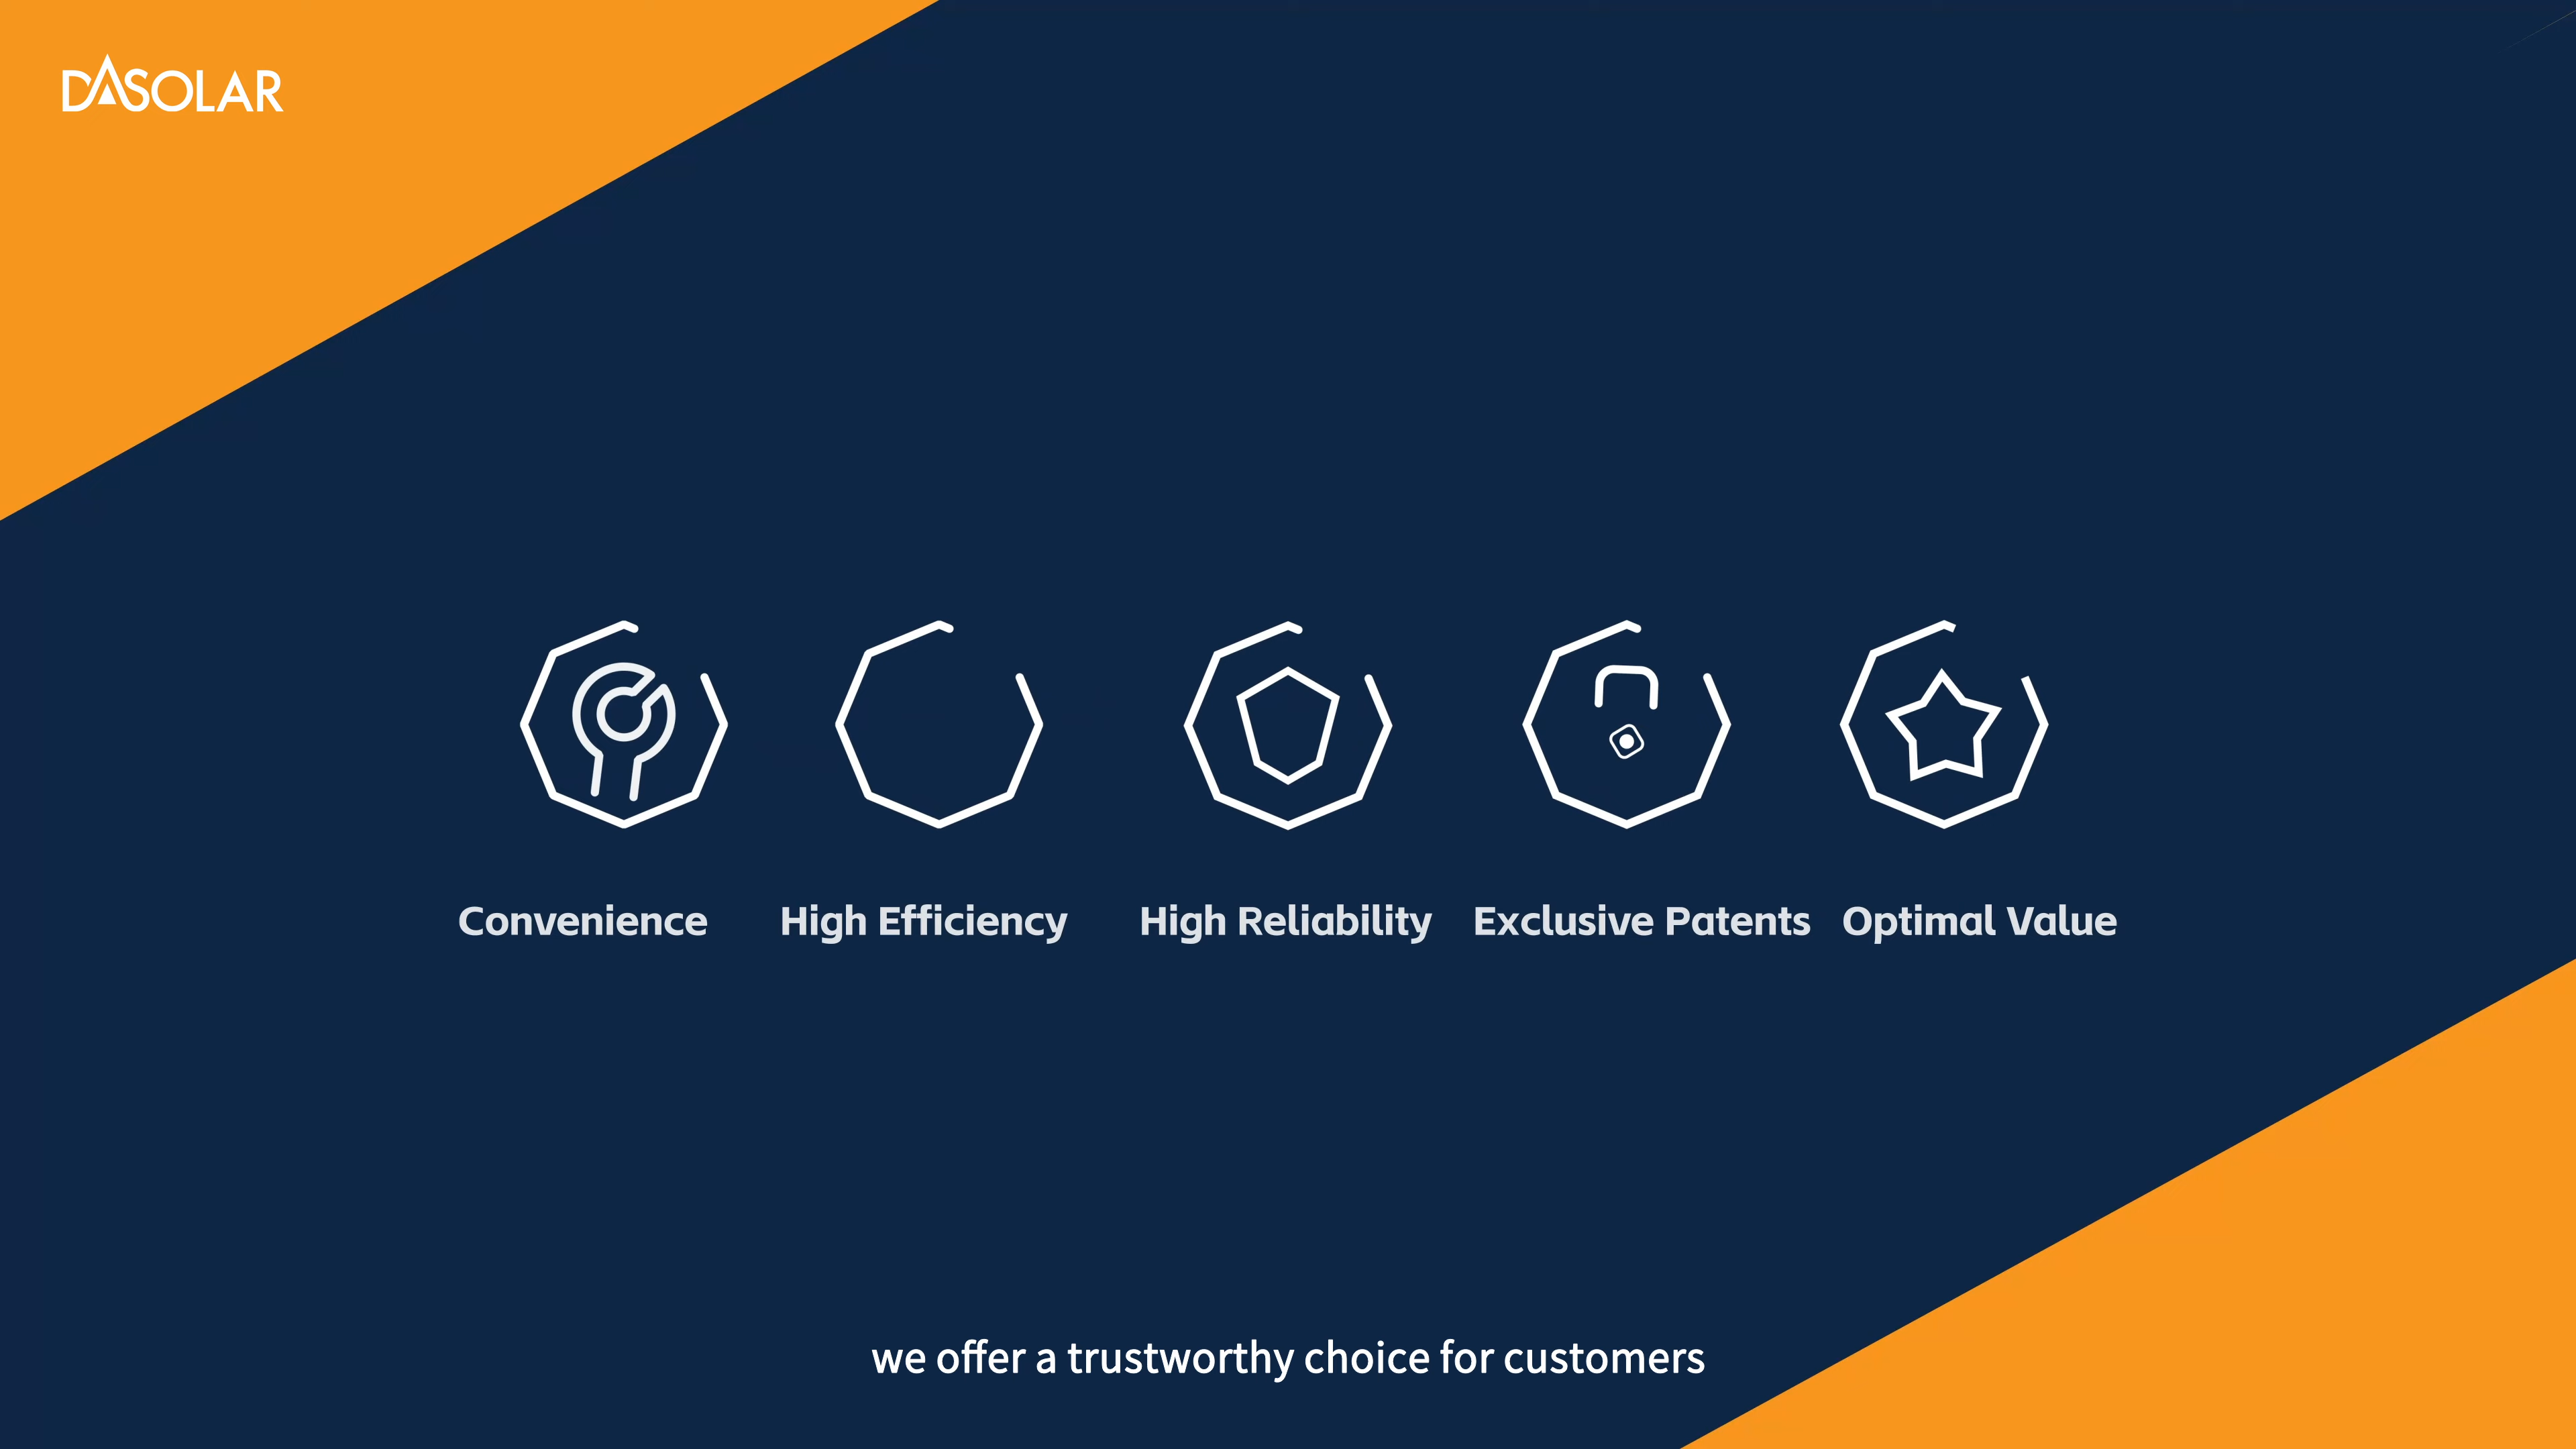 DASOLAR
Convenience
High Efficiency
High Reliability
Exclusive Patents
Optimal Value
we offer a trustworthy choice for customers